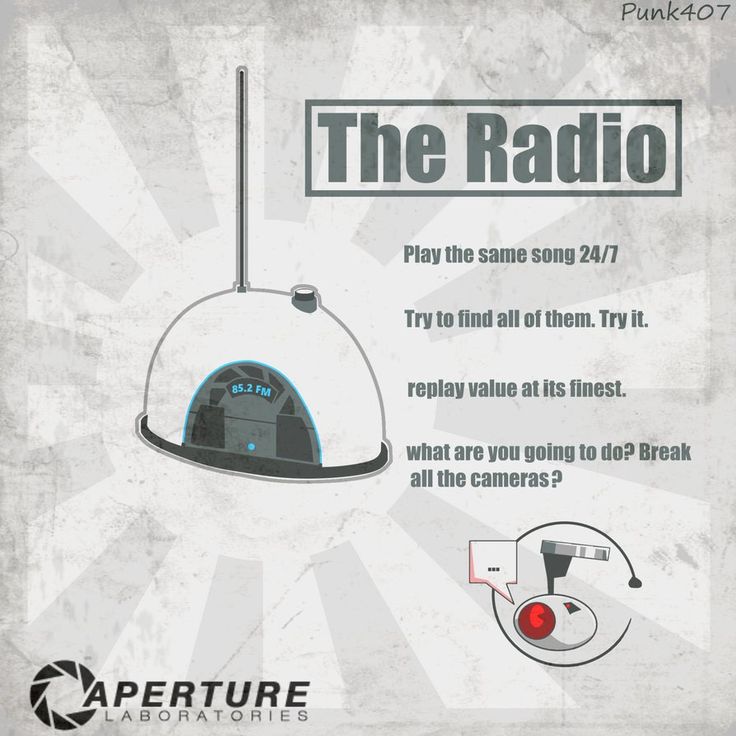 Punk407
The Radio
Play the same song 24/7
Try to find all of them. Try it.
replay value at its finest.
what are you going to do? Break
all the cameras?
85.2 FM
...
APERTURE
LABORATORIES